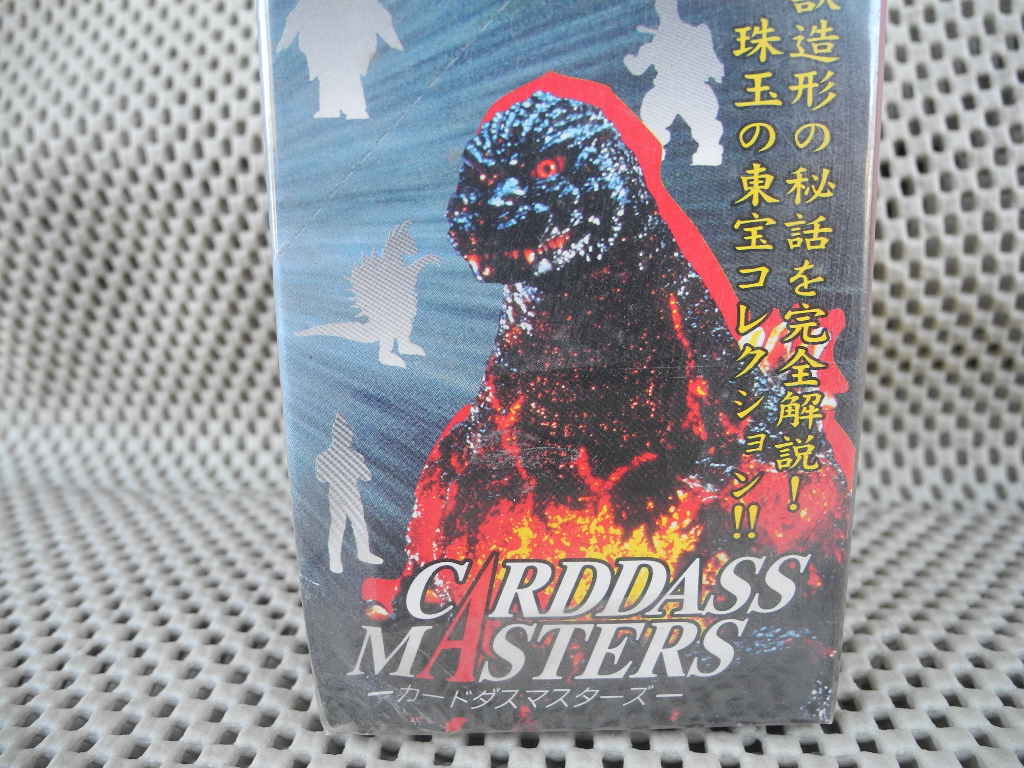 造形の秘話を完全解説!
珠玉の東宝コレクション!!
CARDDASS
MASTERS
ーカードダスマスターズー